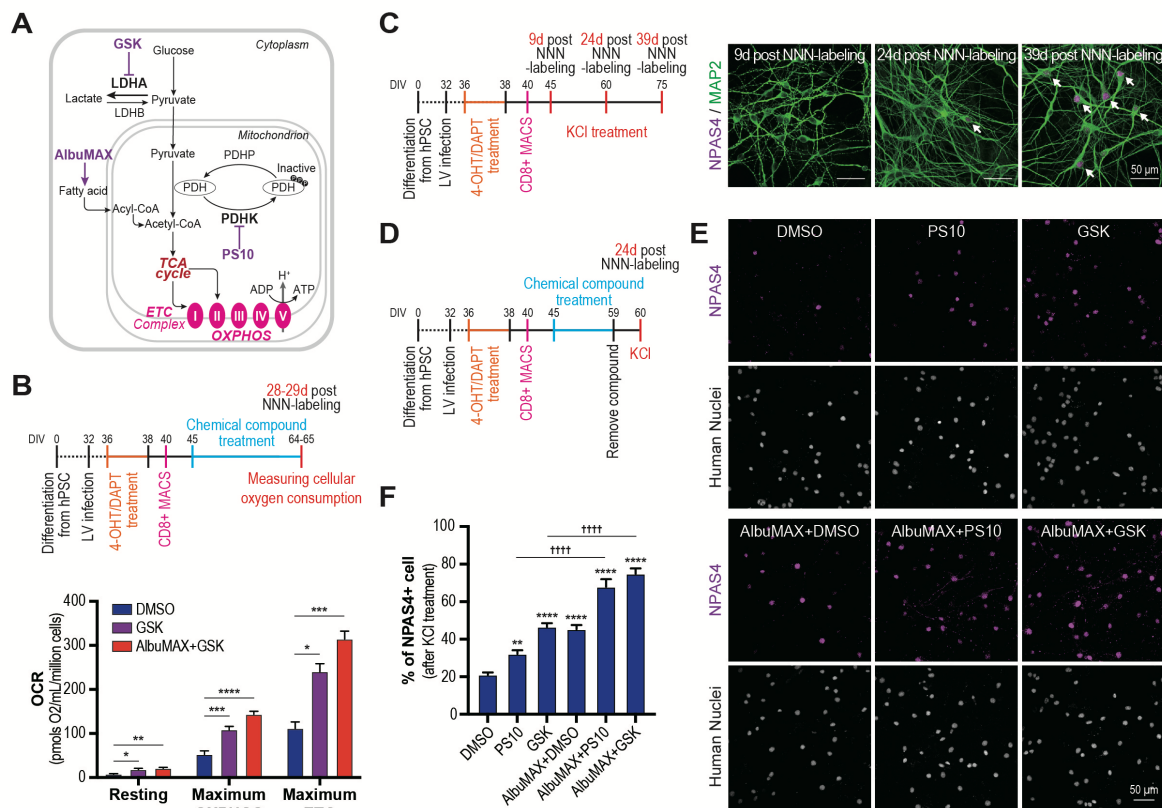 A
GSK
Glucose
Cytoplasm
LDHA
Lactate
Pyruvate
LDHB
Mitochondrion
AlbuMAX
Pyruvate
PDHP
Inactive
P P P
PDH
PDH
Fatty acid
Acyl-CoA
PDHK
Acetyl-CoA
PS10
TCA
cycle
H+
ADP
ATP
ETC
Complex
I II III IV V
OXPHOS
B
28-29d post
NNN-labeling
Chemical compound
treatment
DIV 0 32 36 38 40 45 64-65
Differentiation
from hPSC
LV infection
4-OHT/DAPT
treatment
CD8+ MACS
Measuring cellular
oxygen consumption
OCR
(pmols O2/mL/million cells)
400
300
200
100
0
DMSO
GSK
AlbuMAX+GSK
* ** *** **** * ***
Resting
Maximum
Maximum
C
9d post
NNN
-labeling
24d post
NNN
-labeling
39d post
NNN
-labeling
DIV 0 32 36 38 40 45 60 75
Differentiation
from hPSC
LV infection
4-OHT/DAPT
treatment
CD8+ MACS
KCl treatment
NPAS4 / MAP2
9d post NNN-labeling
24d post NNN-labeling
39d post NNN-labeling
50 µm
D
24d post
NNN-labeling
Chemical compound
treatment
DIV 0 32 36 38 40 45 59 60
Differentiation
from hPSC
LV infection
4-OHT/DAPT
treatment
CD8+ MACS
Remove compound
KCl
E
DMSO
PS10
GSK
NPAS4
Human Nuclei
AlbuMAX+DMSO
AlbuMAX+PS10
AlbuMAX+GSK
NPAS4
Human Nuclei
50 µm
F
% of NPAS4+ cell
(after KCl treatment)
100
80
60
40
20
0
††††
††††
** **** **** **** ****
DMSO
PS10
GSK
AlbuMAX+DMSO
AlbuMAX+PS10
AlbuMAX+GSK